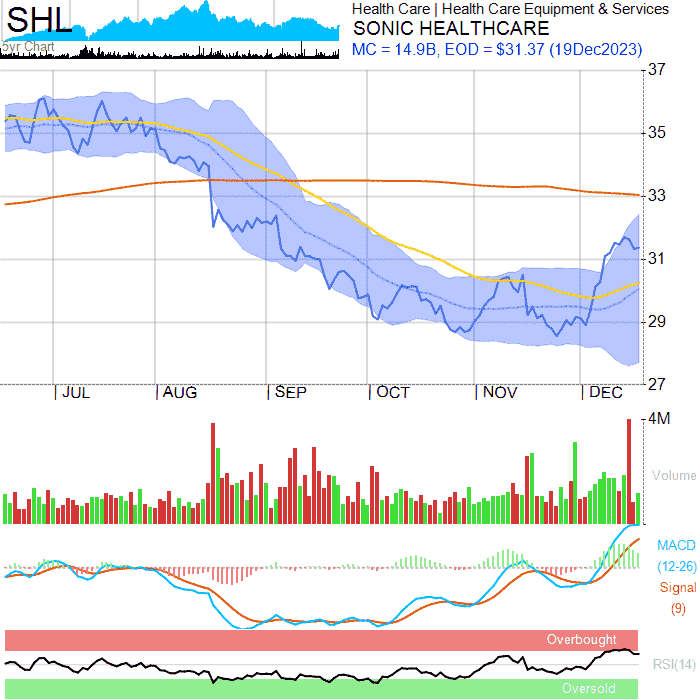 SHL
5yr Chart
Health Care | Health Care Equipment & Services
SONIC HEALTHCARE
MC = 14.9B, EOD = $31.37 (19Dec2023)
37
35
33
31
29
27
JUL AUG SEP OCT NOV DEC
4M
Volume
MACD
(12-26)
Signal
(9)
Overbought
RSI(14)
Oversold